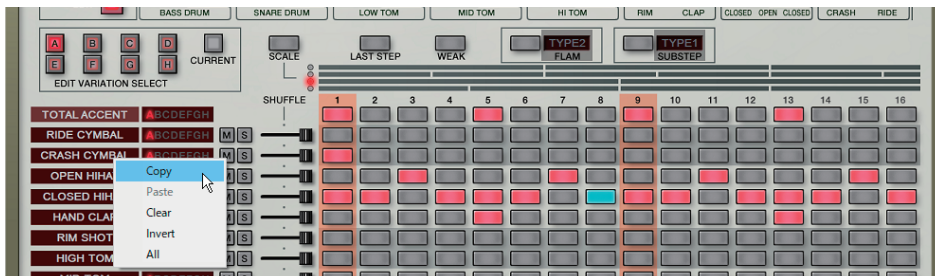 BASS DRUM SNARE DRUM LOW TOM MID TOM HI TOM RIM CLAP CLOSED OPEN CLOSED CRASH RIDE
A B C D
CURRENT
E F G H
EDIT VARIATION SELECT
SCALE LAST STEP WEAK TYPE2 FLAM TYPE1 SUBSTEP
SHUFFLE 1 2 3 4 5 6 7 8 9 10 11 12 13 14 15 16
TOTAL ACCENT ABCDEFGH
RIDE CYMBAL ABCDEFGH M S
CRASH CYMBAL ABCDEFGH M S
OPEN HIHA M S
CLOSED HIH M S
HAND CLAP M S
RIM SHOT M S
HIGH TOM M S
Copy
Paste
Clear
Invert
All